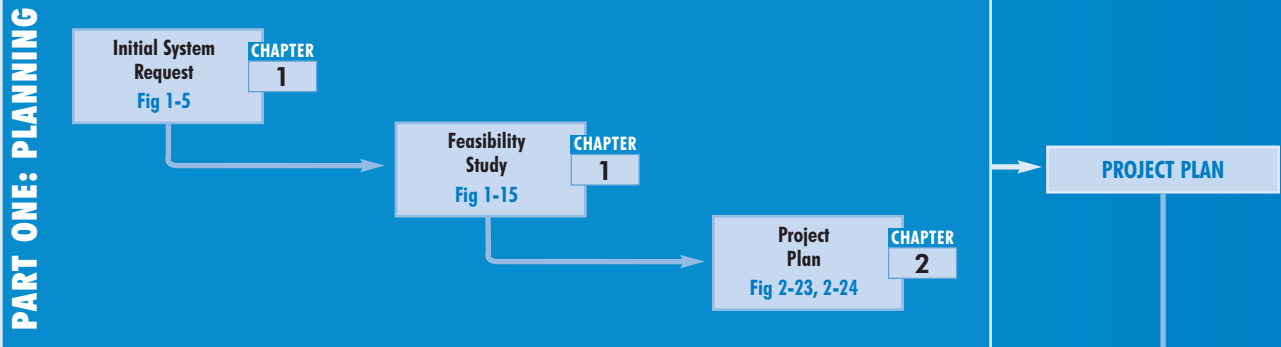 PART ONE: PLANNING
Initial System
Request
Fig 1-5
CHAPTER
1
Feasibility
Study
Fig 1-15
CHAPTER
1
Project
Plan
Fig 2-23, 2-24
CHAPTER
2
PROJECT PLAN